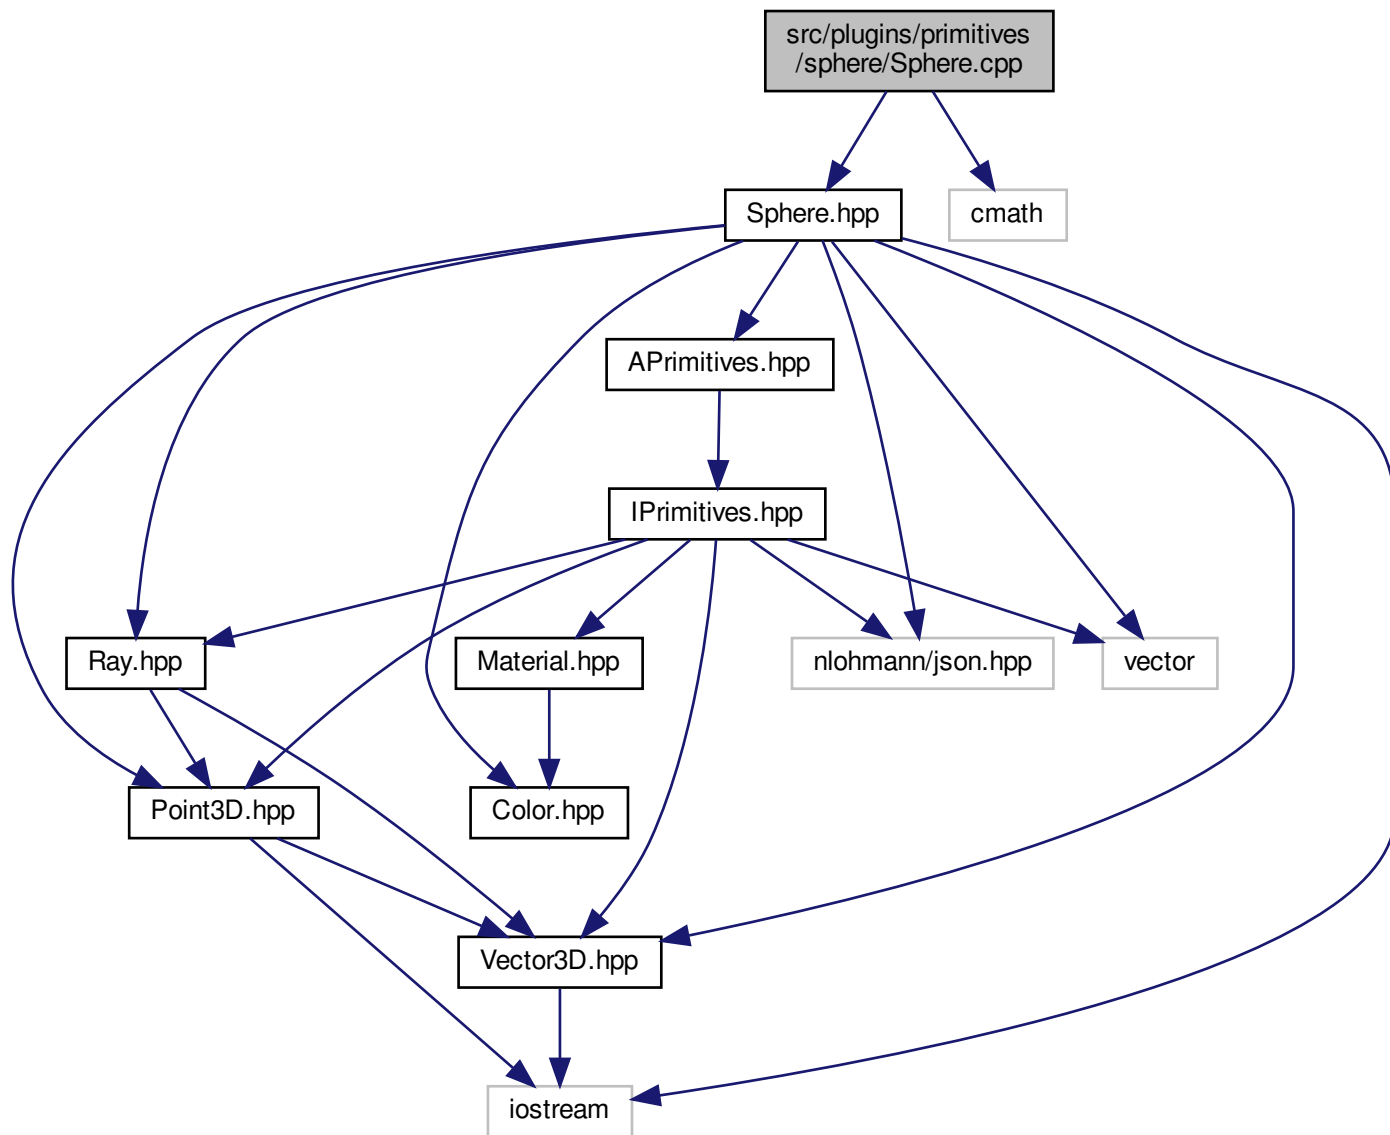 src/plugins/primitives
/sphere/Sphere.cpp
Sphere.hpp
cmath
APrimitives.hpp
IPrimitives.hpp
Ray.hpp
Material.hpp
nlohmann/json.hpp
vector
Point3D.hpp
Color.hpp
Vector3D.hpp
iostream